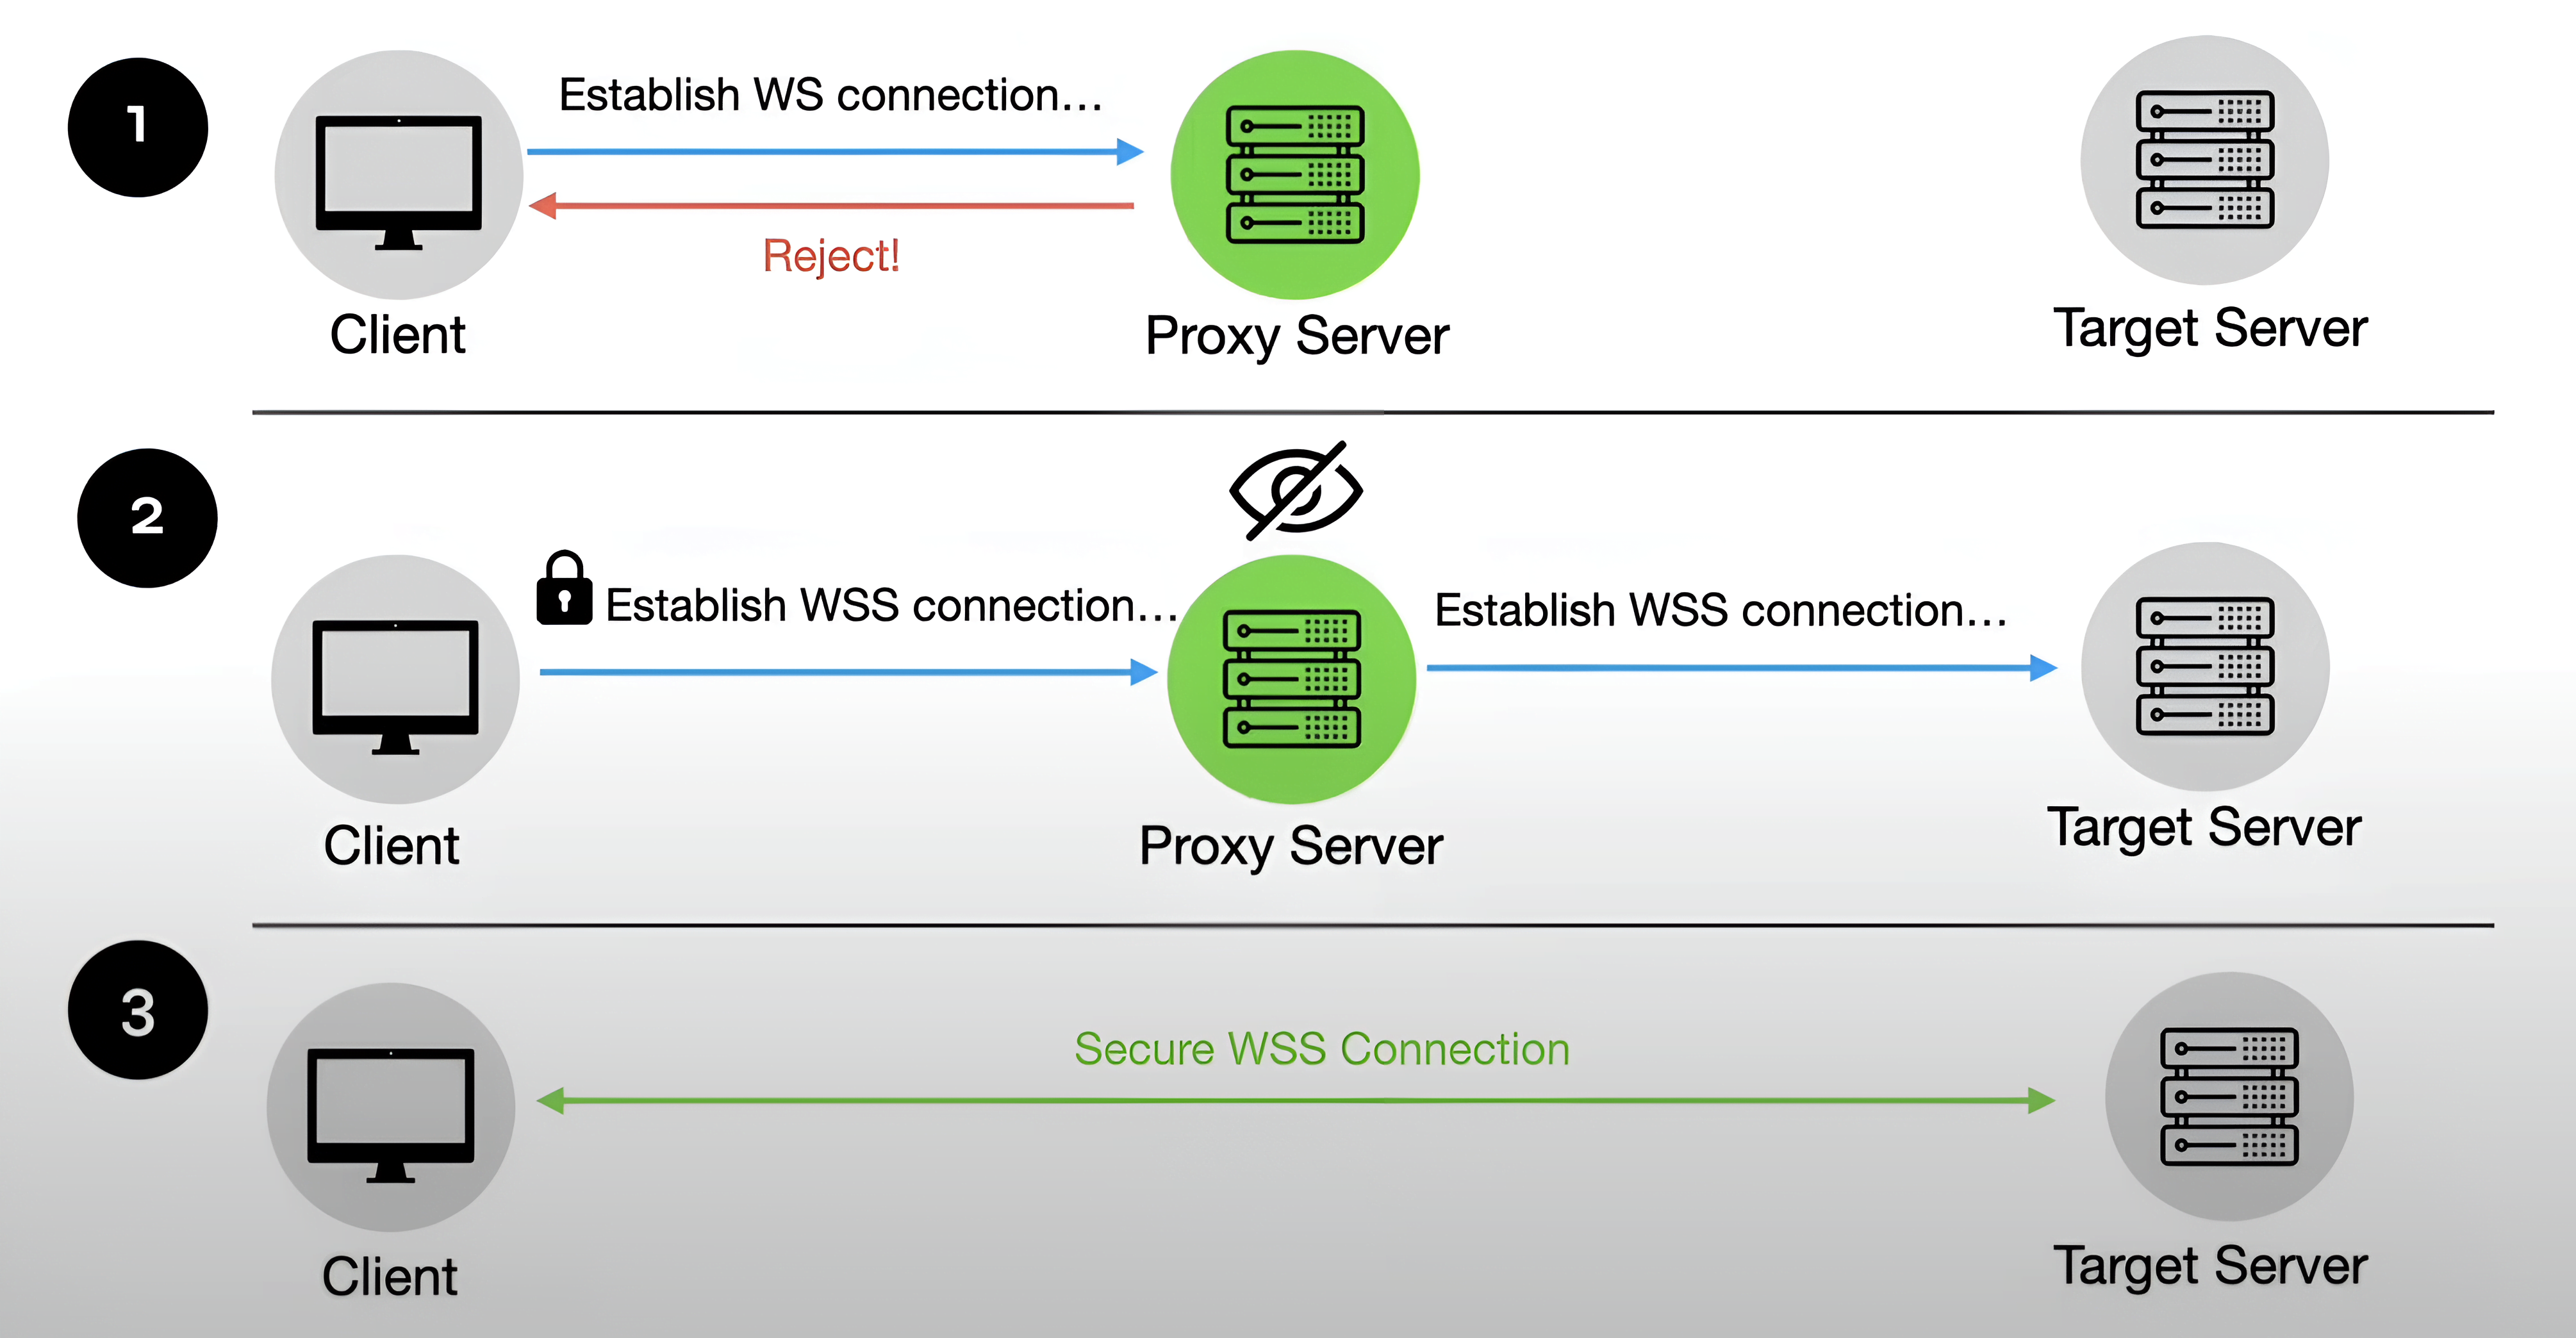 1
Establish WS connection...
Reject!
Client
Proxy Server
Target Server
2
Establish WSS connection...
Establish WSS connection...
Client
Proxy Server
Target Server
3
Secure WSS Connection
Client
Target Server